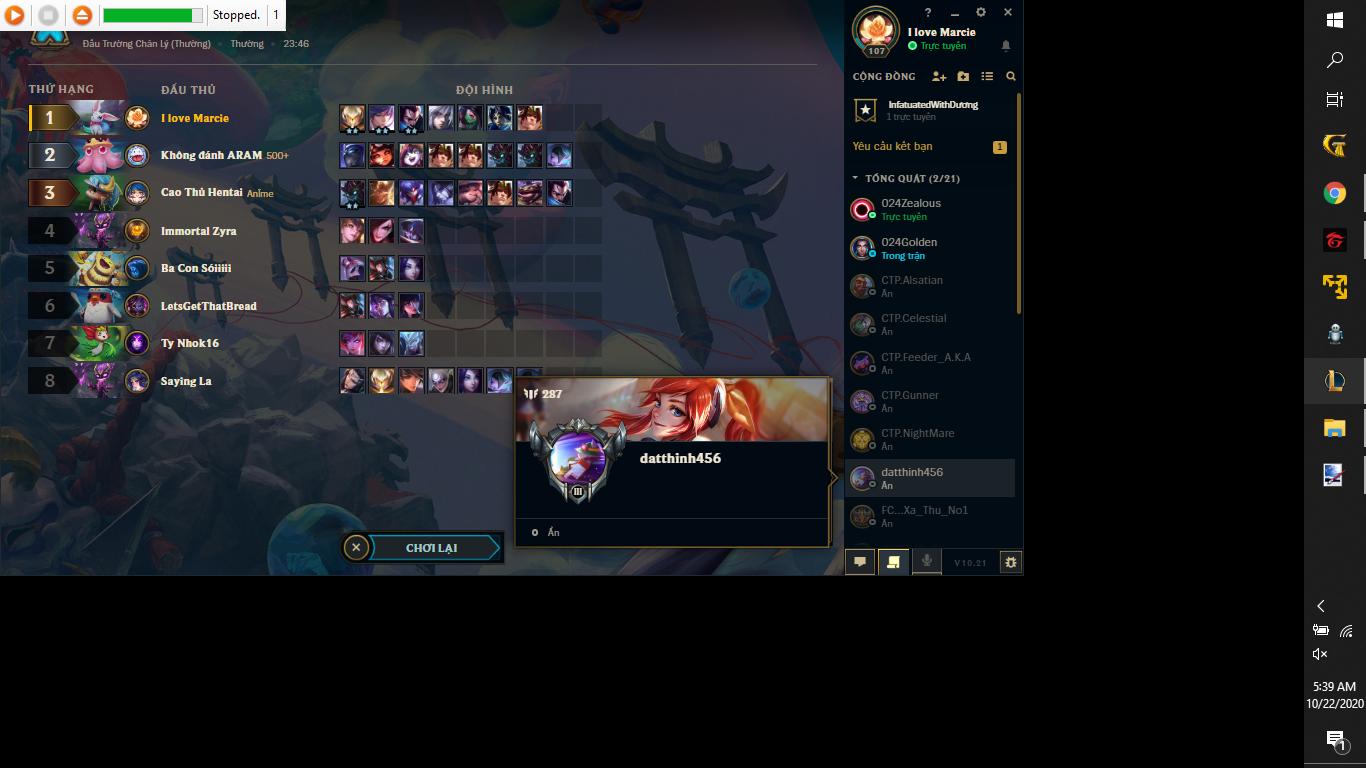 Stopped. 1
Đấu Trường Chân lý (Thường) Thường 23:46
THỨ HẠNG ĐẤU THỦ ĐỘI HÌNH
1 I love Marcie
2 Không đánh ARAM 500+
3 Cao Thủ Hentai Anime
4 Immortal Zyra
5 Ba Con Sóiiiii
6 LetsGetThatBread
7 Ty Nhok16
8 Saying La
287
datthinh456
III
0 Ẩn
CHƠI LẠI
?
I love Marcie
Trực tuyến
107
CỘNG ĐỒNG
InfatuatedWithDương
1 trực tuyến
Yêu cầu kết bạn 1
TỔNG QUÁT (2/21)
024Zealous
Trực tuyến
024Golden
Trong trận
CTP.Alsatian
Ẩn
CTP.Celestial
Ẩn
CTP.Feeder_A.K.A
Ẩn
CTP.Gunner
Ẩn
CTP.NightMare
Ẩn
datthinh456
Ẩn
FC...Xa_Thu_No1
Ẩn
V10.21
5:39 AM
10/22/2020
1